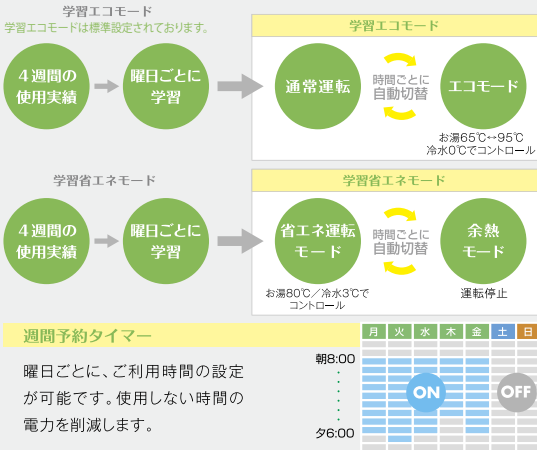 学習エコモード
学習エコモードは標準設定されております。
学習エコモード
4週間の
使用実績
曜日ごとに
学習
通常運転
時間ごとに
自動切替
エコモード
お湯65℃↔95℃
冷水0℃でコントロール
学習省エネモード
学習省エネモード
4週間の
使用実績
曜日ごとに
学習
省エネ運転
モード
時間ごとに
自動切替
余熱
モード
お湯80℃/冷水3℃で
コントロール
運転停止
週間予約タイマー
曜日ごとに、ご利用時間の設定
が可能です。使用しない時間の
電力を削減します。
月 火 水 木 金 土 日
朝8:00
ON
OFF
夕6:00